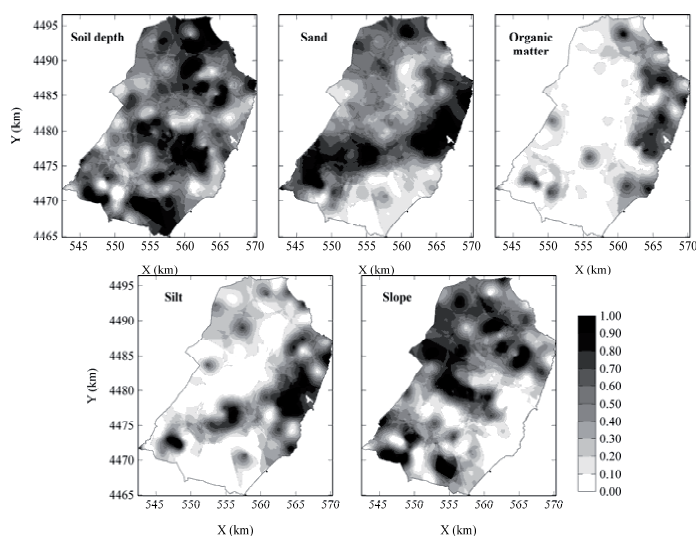 Soil depth
Sand
Organic
matter
Y (km)
4495
4490
4485
4480
4475
4470
4465
545 550 555 560 565 570
545 550 555 560 565 570
545 550 555 560 565 570
X (km)
X (km)
X (km)
Silt
Slope
Y (km)
4495
4490
4485
4480
4475
4470
4465
545 550 555 560 565 570
545 550 555 560 565 570
X (km)
X (km)
1.00
0.90
0.80
0.70
0.60
0.50
0.40
0.30
0.20
0.10
0.00